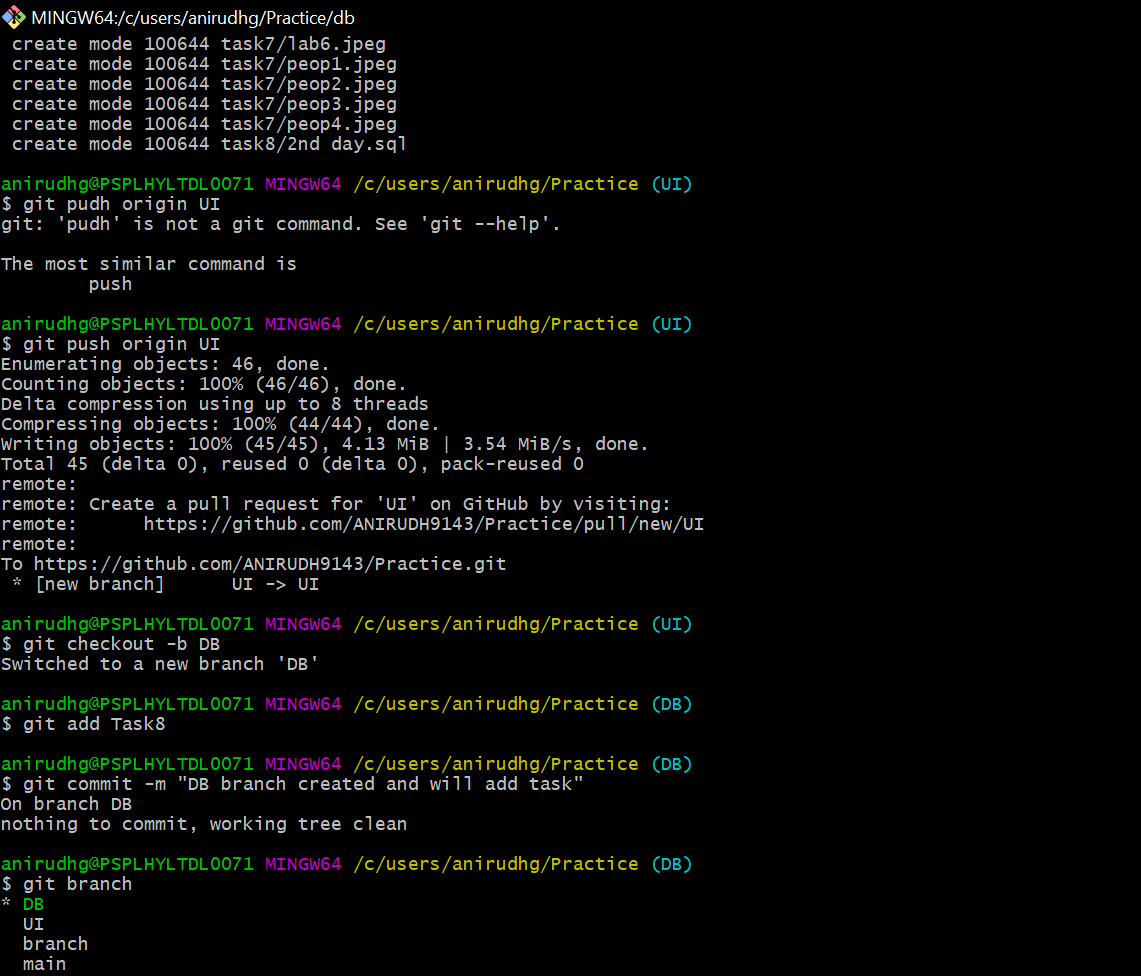 MINGW64:/c/users/anirudhg/Practice/db
create mode 100644 task7/lab6.jpeg
create mode 100644 task7/peop1.jpeg
create mode 100644 task7/peop2.jpeg
create mode 100644 task7/peop3.jpeg
create mode 100644 task7/peop4.jpeg
create mode 100644 task8/2nd day.sql
anirudhg@PSPLHYLTDL0071 MINGW64 /c/users/anirudhg/Practice (UI)
$ git pudh origin UI
git: 'pudh' is not a git command. See 'git --help'.
The most similar command is
push
anirudhg@PSPLHYLTDL0071 MINGW64 /c/users/anirudhg/Practice (UI)
$ git push origin UI
Enumerating objects: 46, done.
Counting objects: 100% (46/46), done.
Delta compression using up to 8 threads
Compressing objects: 100% (44/44), done.
Writing objects: 100% (45/45), 4.13 MiB | 3.54 MiB/s, done.
Total 45 (delta 0), reused 0 (delta 0), pack-reused 0
remote:
remote: Create a pull request for 'UI' on GitHub by visiting:
remote:      https://github.com/ANIRUDH9143/Practice/pull/new/UI
remote:
To https://github.com/ANIRUDH9143/Practice.git
* [new branch]      UI -> UI
anirudhg@PSPLHYLTDL0071 MINGW64 /c/users/anirudhg/Practice (UI)
$ git checkout -b DB
Switched to a new branch 'DB'
anirudhg@PSPLHYLTDL0071 MINGW64 /c/users/anirudhg/Practice (DB)
$ git add Task8
anirudhg@PSPLHYLTDL0071 MINGW64 /c/users/anirudhg/Practice (DB)
$ git commit -m "DB branch created and will add task"
On branch DB
nothing to commit, working tree clean
anirudhg@PSPLHYLTDL0071 MINGW64 /c/users/anirudhg/Practice (DB)
$ git branch
* DB
UI
branch
main